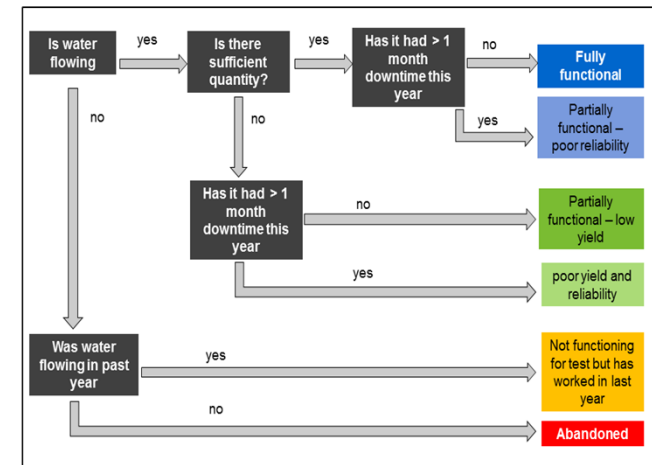 Is water
flowing
yes
Is there
sufficient
quantity?
yes
Has it had > 1
month
downtime this
year
no
Fully
functional
yes
Partially
functional –
poor reliability
no
no
Has it had > 1
month
downtime this
year
no
Partially
functional – low
yield
yes
poor yield and
reliability
Was water
flowing in past
year
yes
Not functioning
for test but has
worked in last
year
no
Abandoned